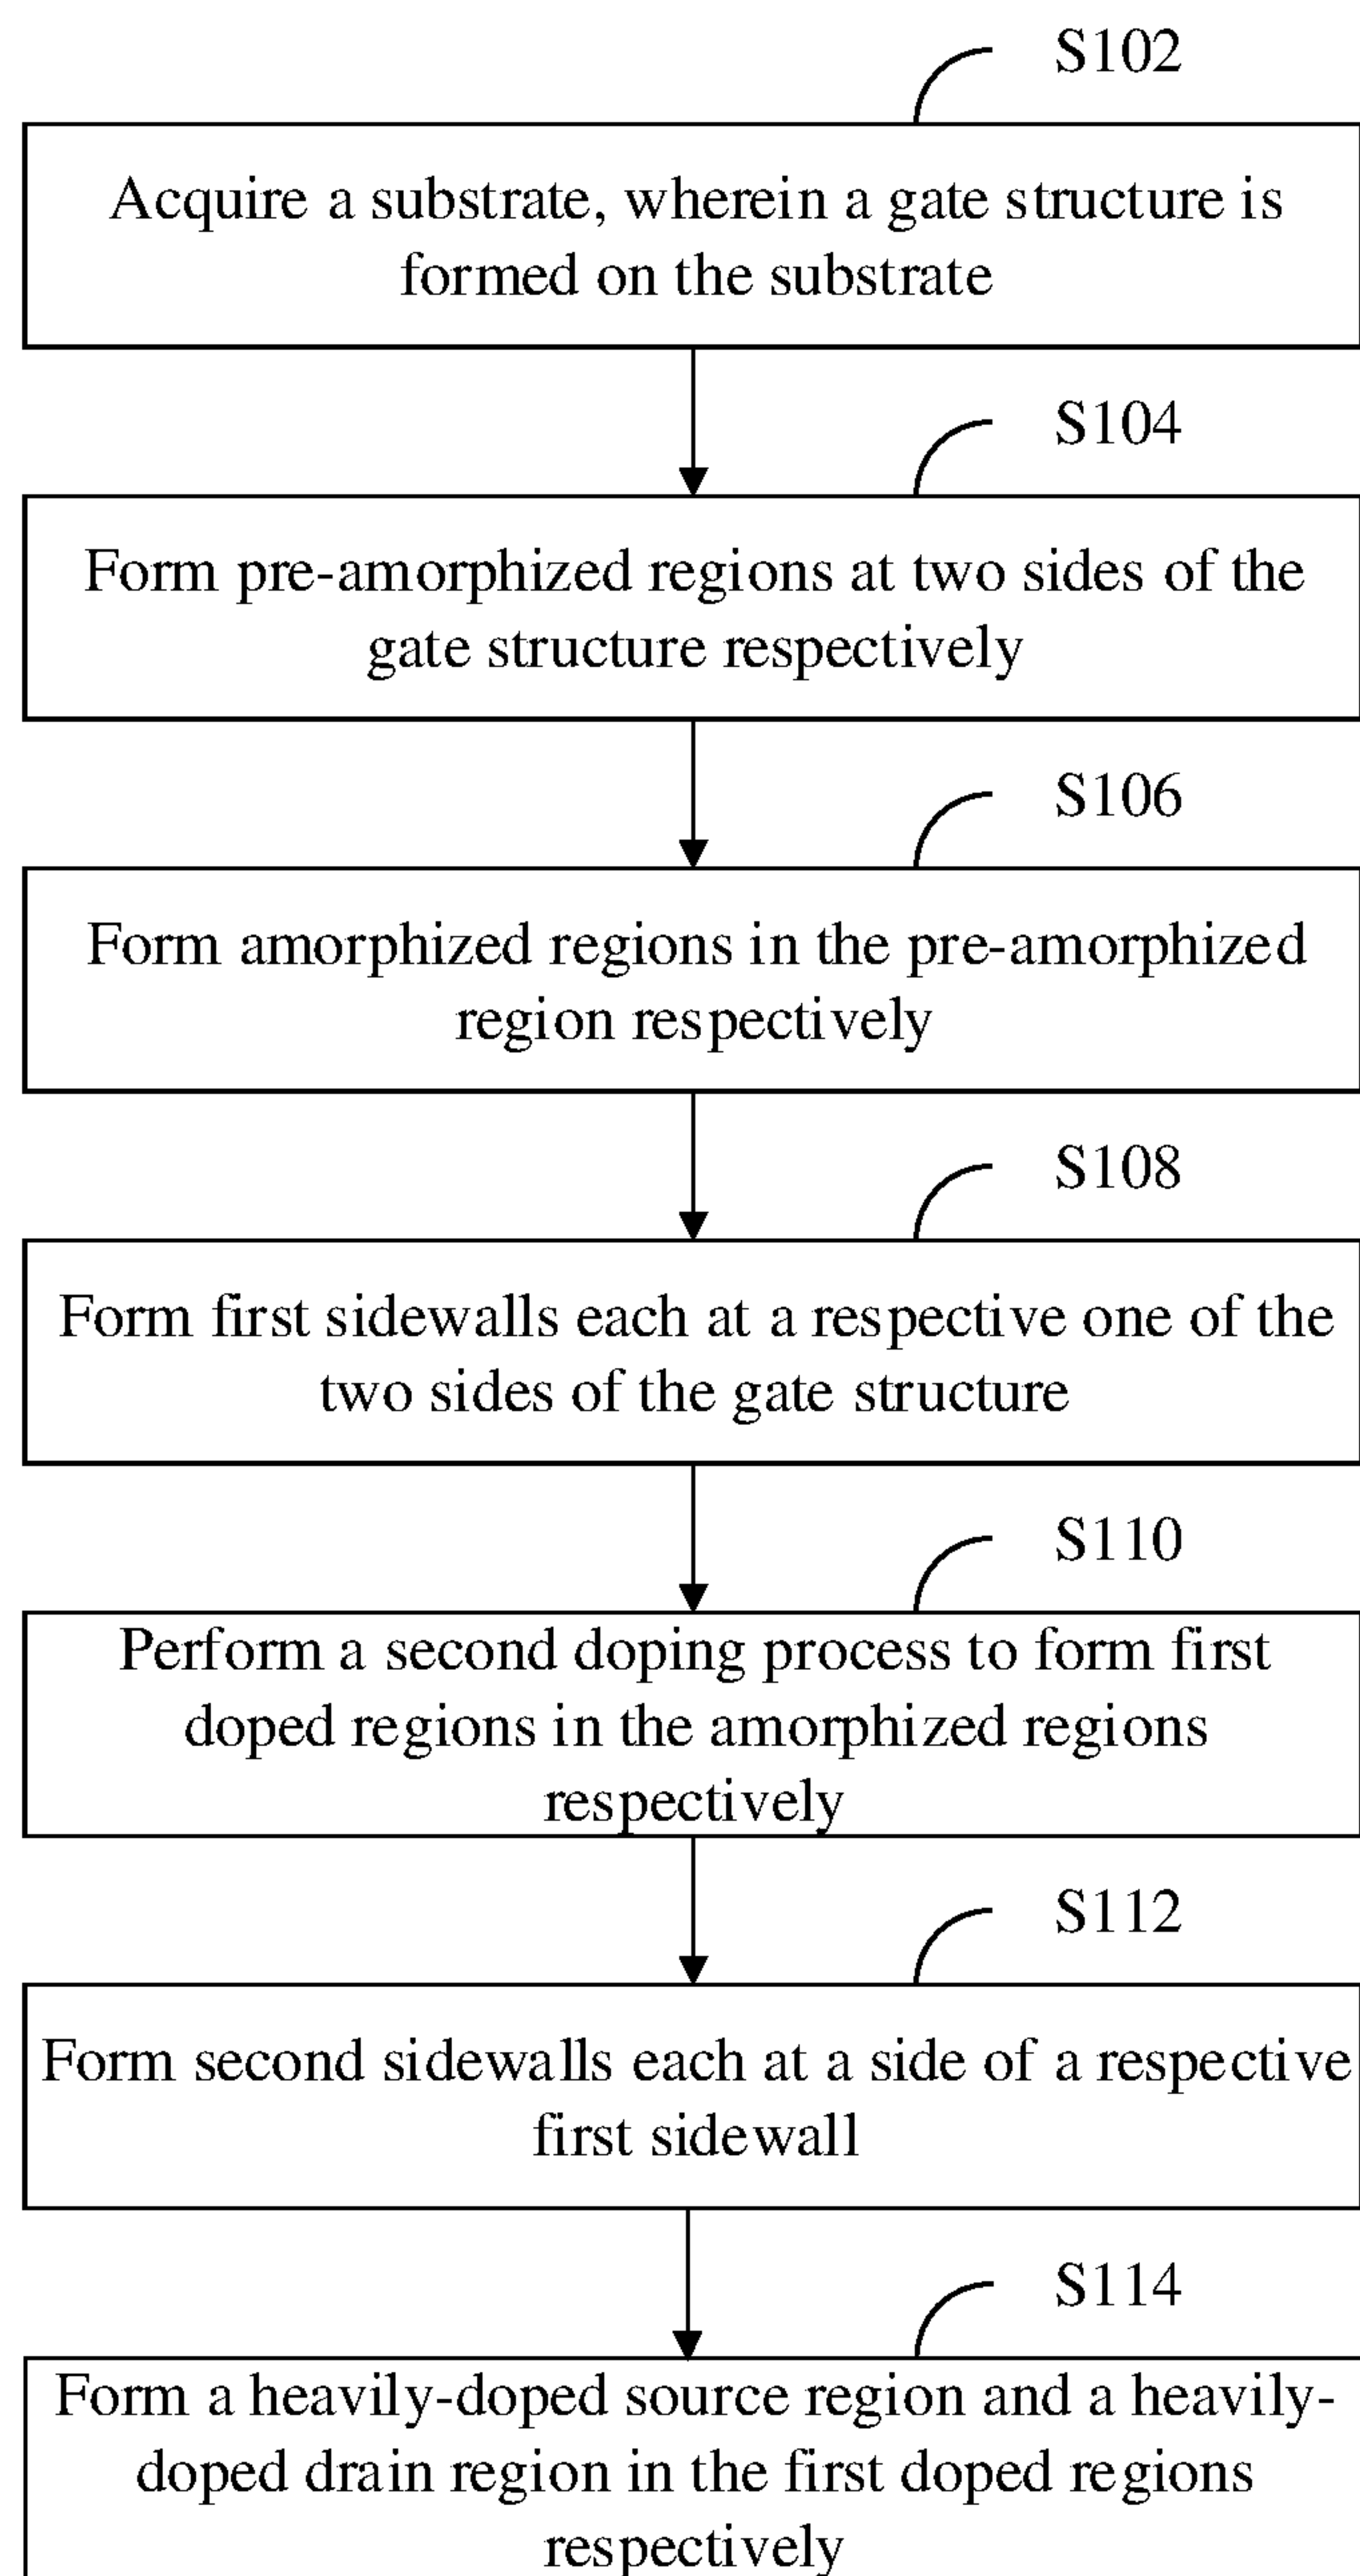 S102
Acquire a substrate, wherein a gate structure is
formed on the substrate
S104
Form pre-amorphized regions at two sides of the
gate structure respectively
S106
Form amorphized regions in the pre-amorphized
region respectively
S108
Form first sidewalls each at a respective one of the
two sides of the gate structure
S110
Perform a second doping process to form first
doped regions in the amorphized regions
respectively
S112
Form second sidewalls each at a side of a respective
first sidewall
S114
Form a heavily-doped source region and a heavily-
doped drain region in the first doped regions
respectively